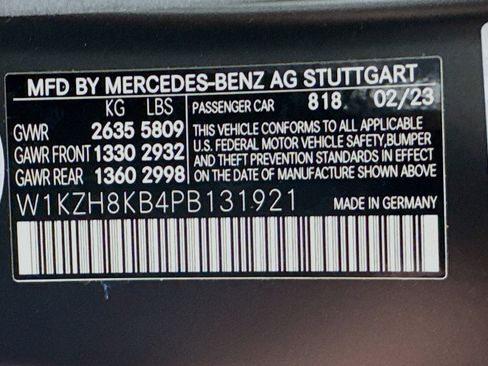 MFD BY MERCEDES-BENZ AG STUTTGART
KG LBS PASSENGER CAR 818 02/23
GVWR 2635 5809
GAWR FRONT 1330 2932
GAWR REAR 1360 2998
THIS VEHICLE CONFORMS TO ALL APPLICABLE
U.S. FEDERAL MOTOR VEHICLE SAFETY,BUMPER
AND THEFT PREVENTION STANDARDS IN EFFECT
ON THE DATE OF MANUFACTURE SHOWN ABOVE
W1KZH8KB4PB131921 MADE IN GERMANY